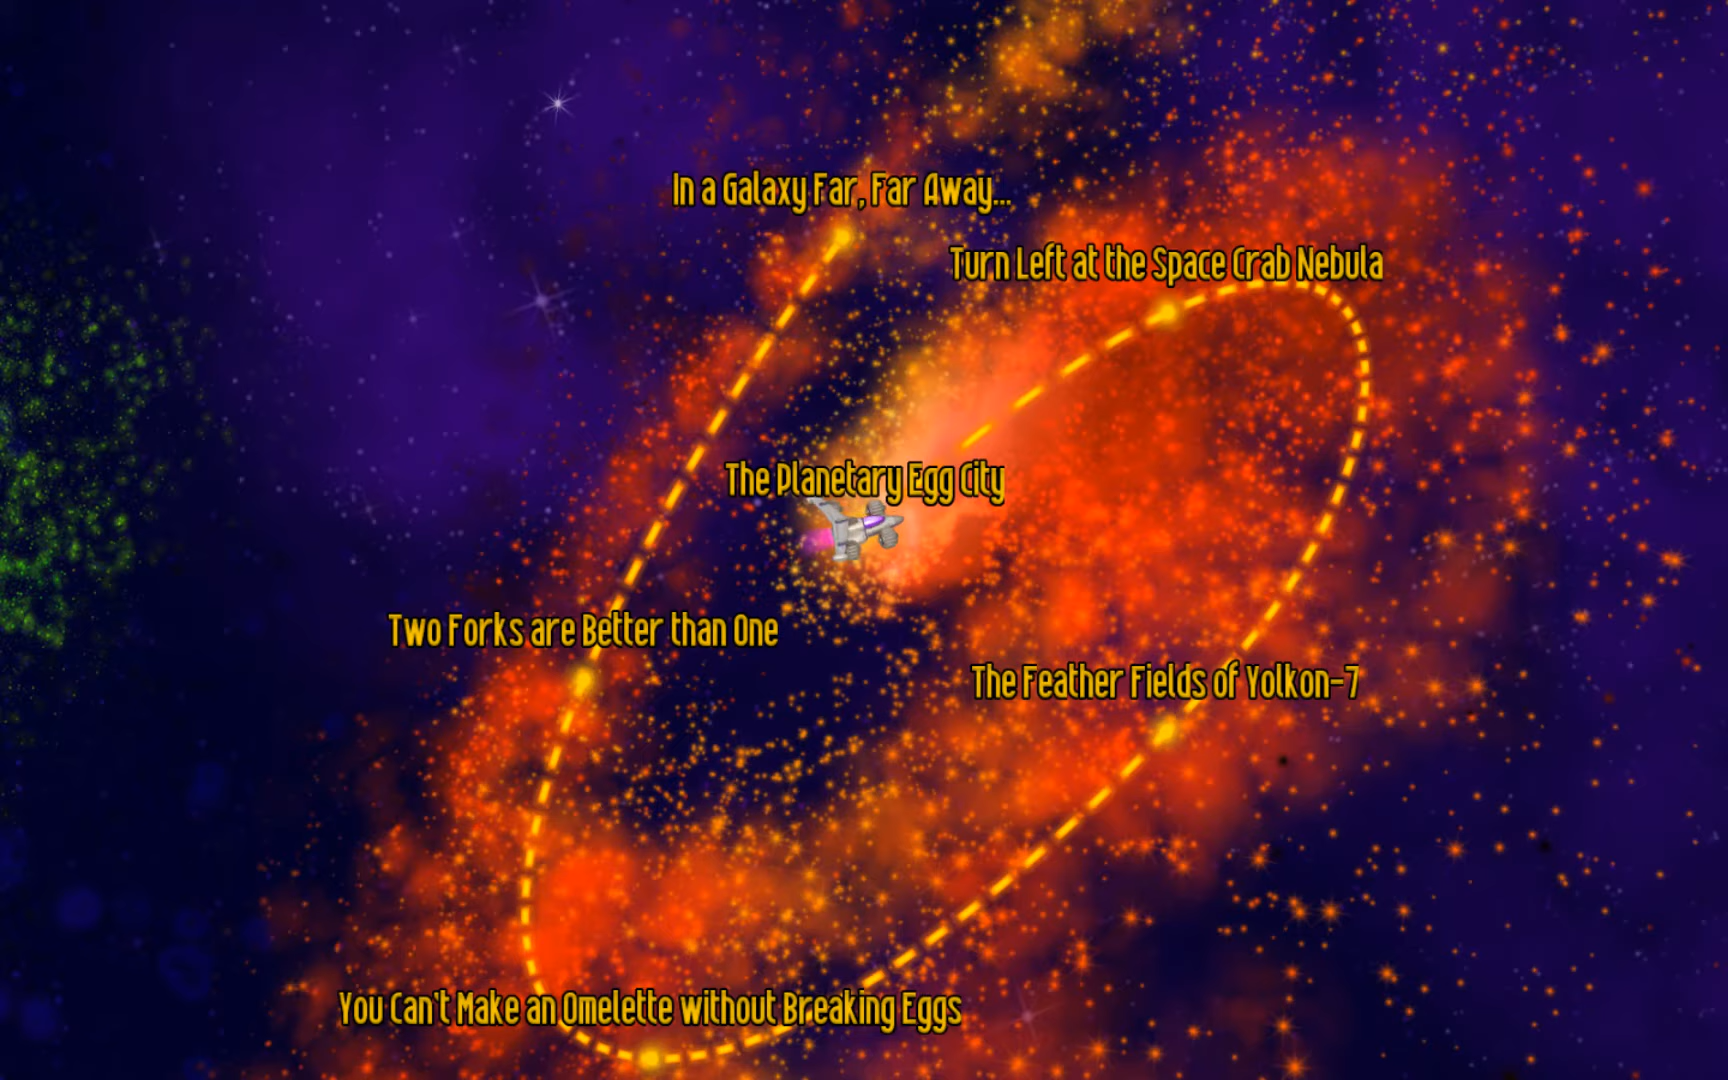 In a Galaxy Far, Far Away...
Turn Left at the Space Crab Nebula
The Planetary Egg City
Two Forks are Better than One
The Feather Fields of Yolkon-7
You Can't Make an Omelette without Breaking Eggs